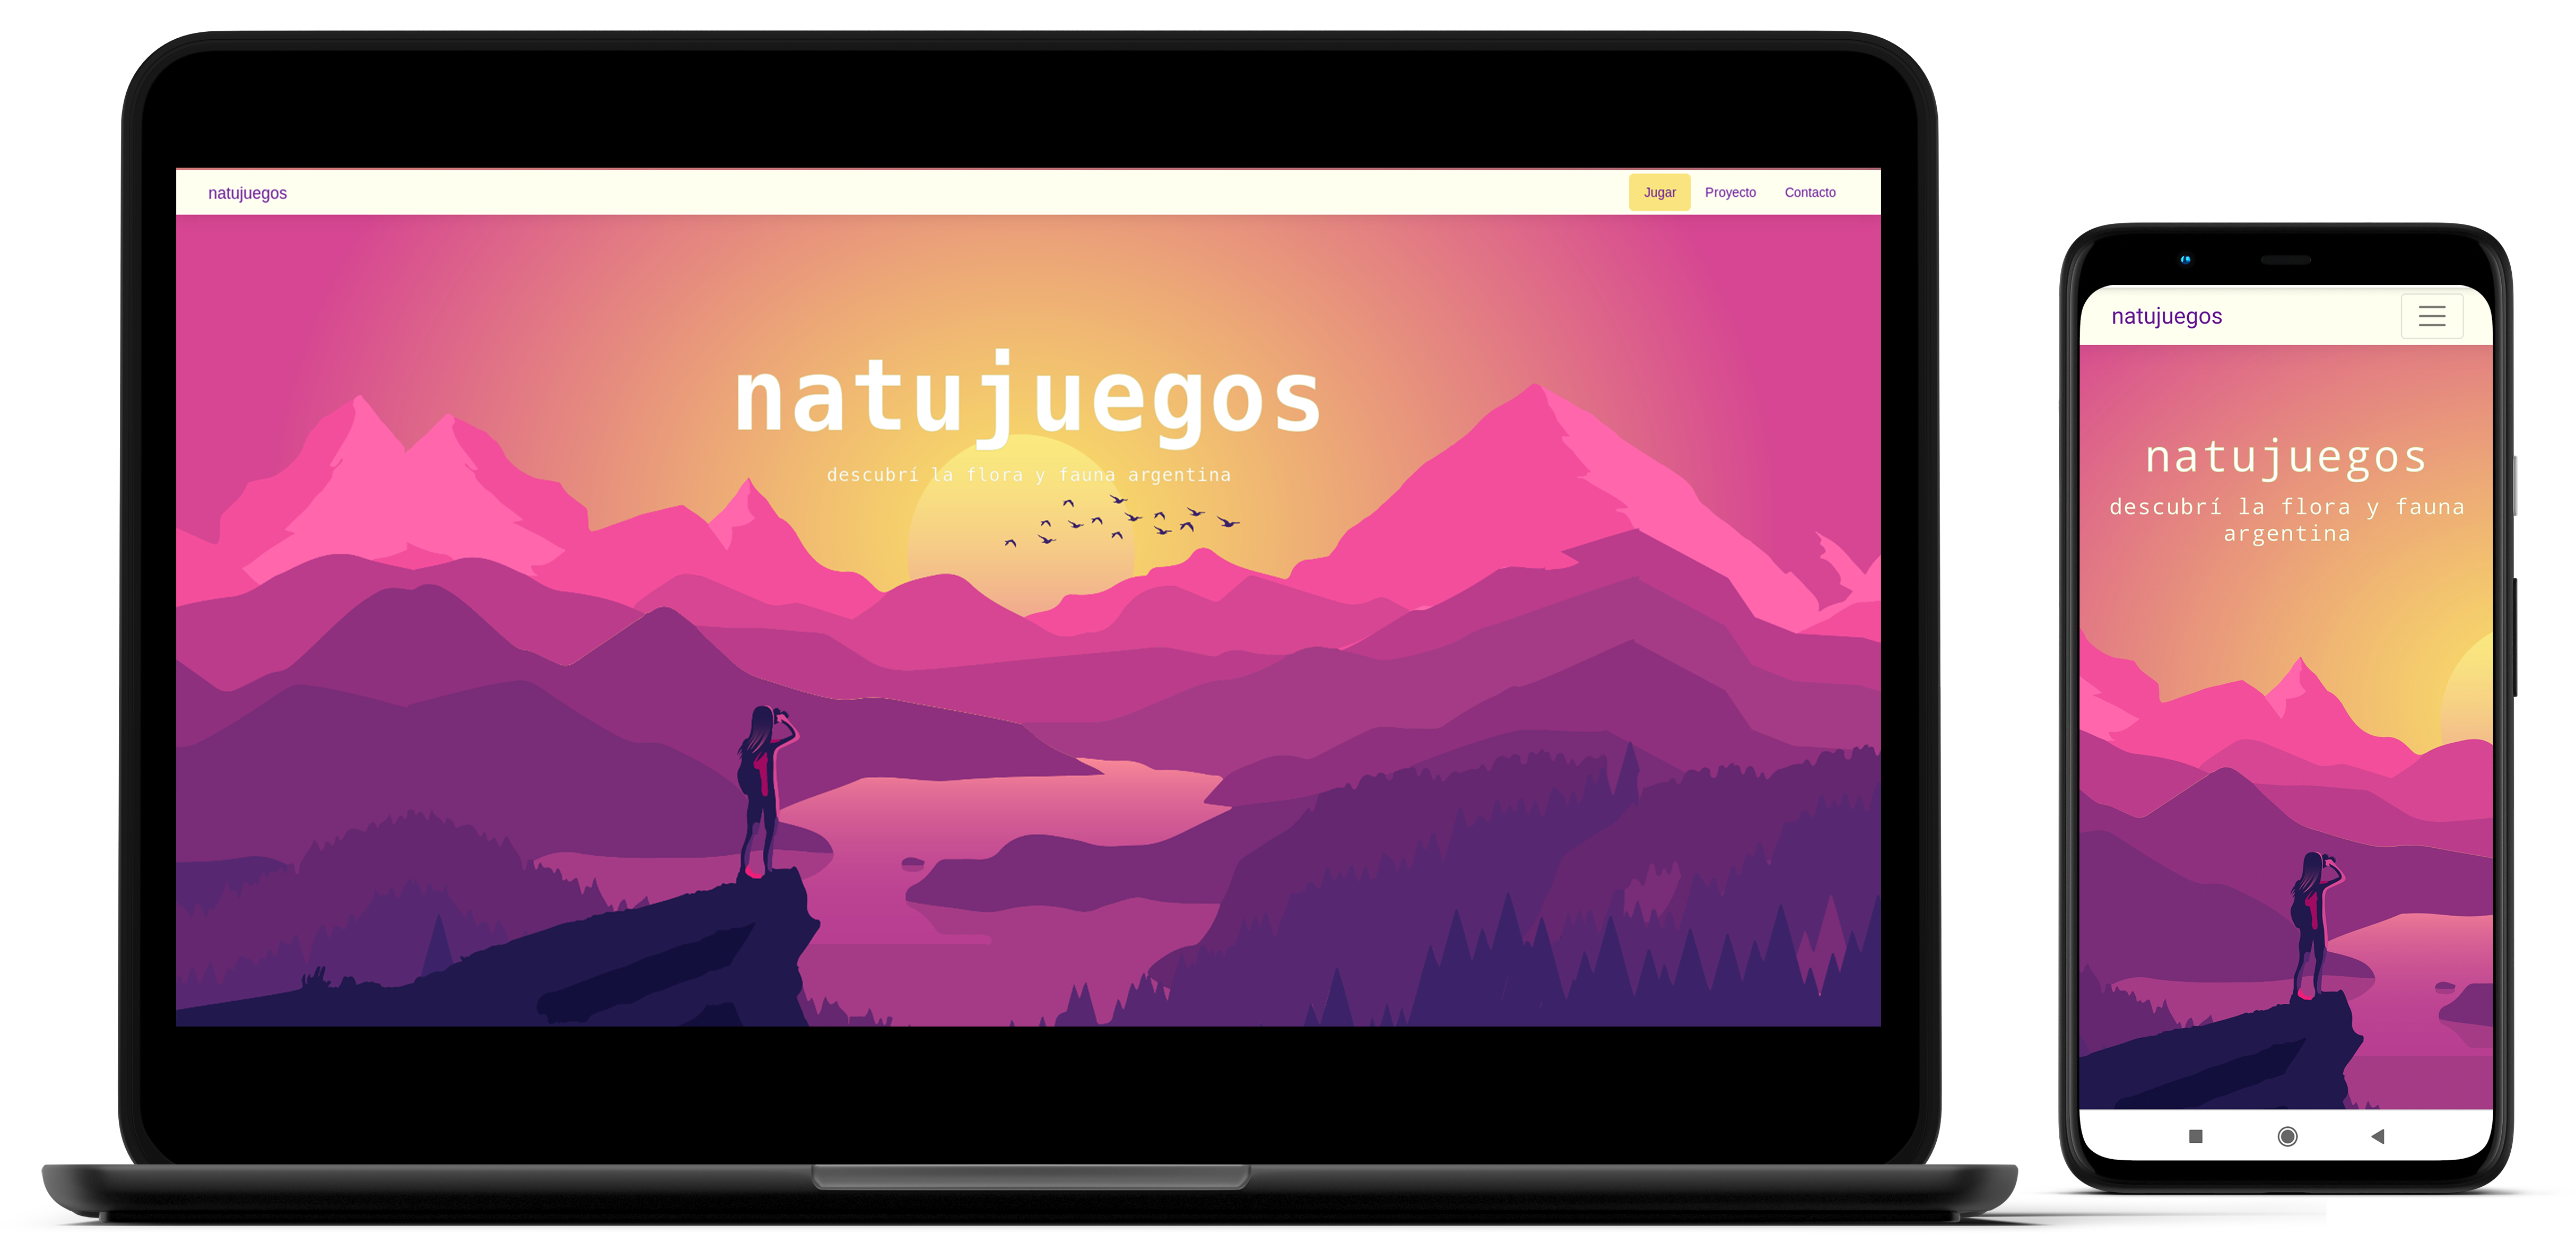 natujuegos
Jugar Proyecto Contacto
natujuegos
descubrí la flora y fauna argentina
natujuegos
natujuegos
descubrí la flora y fauna
argentina